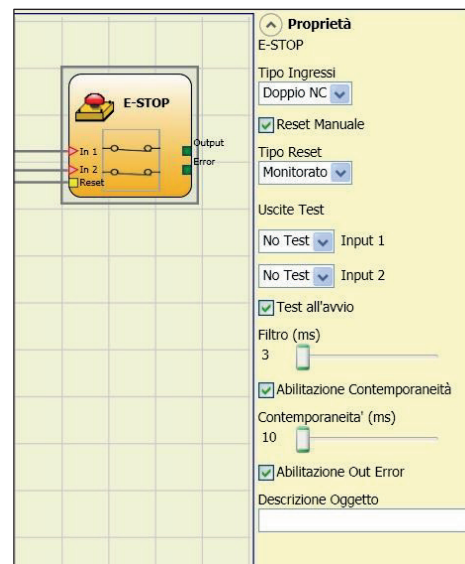 E-STOP
In 1
In 2
Reset
Output
Error
Proprietà
E-STOP
Tipo Ingressi
Doppio NC
Reset Manuale
Tipo Reset
Monitorato
Uscite Test
No Test Input 1
No Test Input 2
Test all'avvio
Filtro (ms)
3
Abilitazione Contemporaneità
Contemporaneita' (ms)
10
Abilitazione Out Error
Descrizione Oggetto